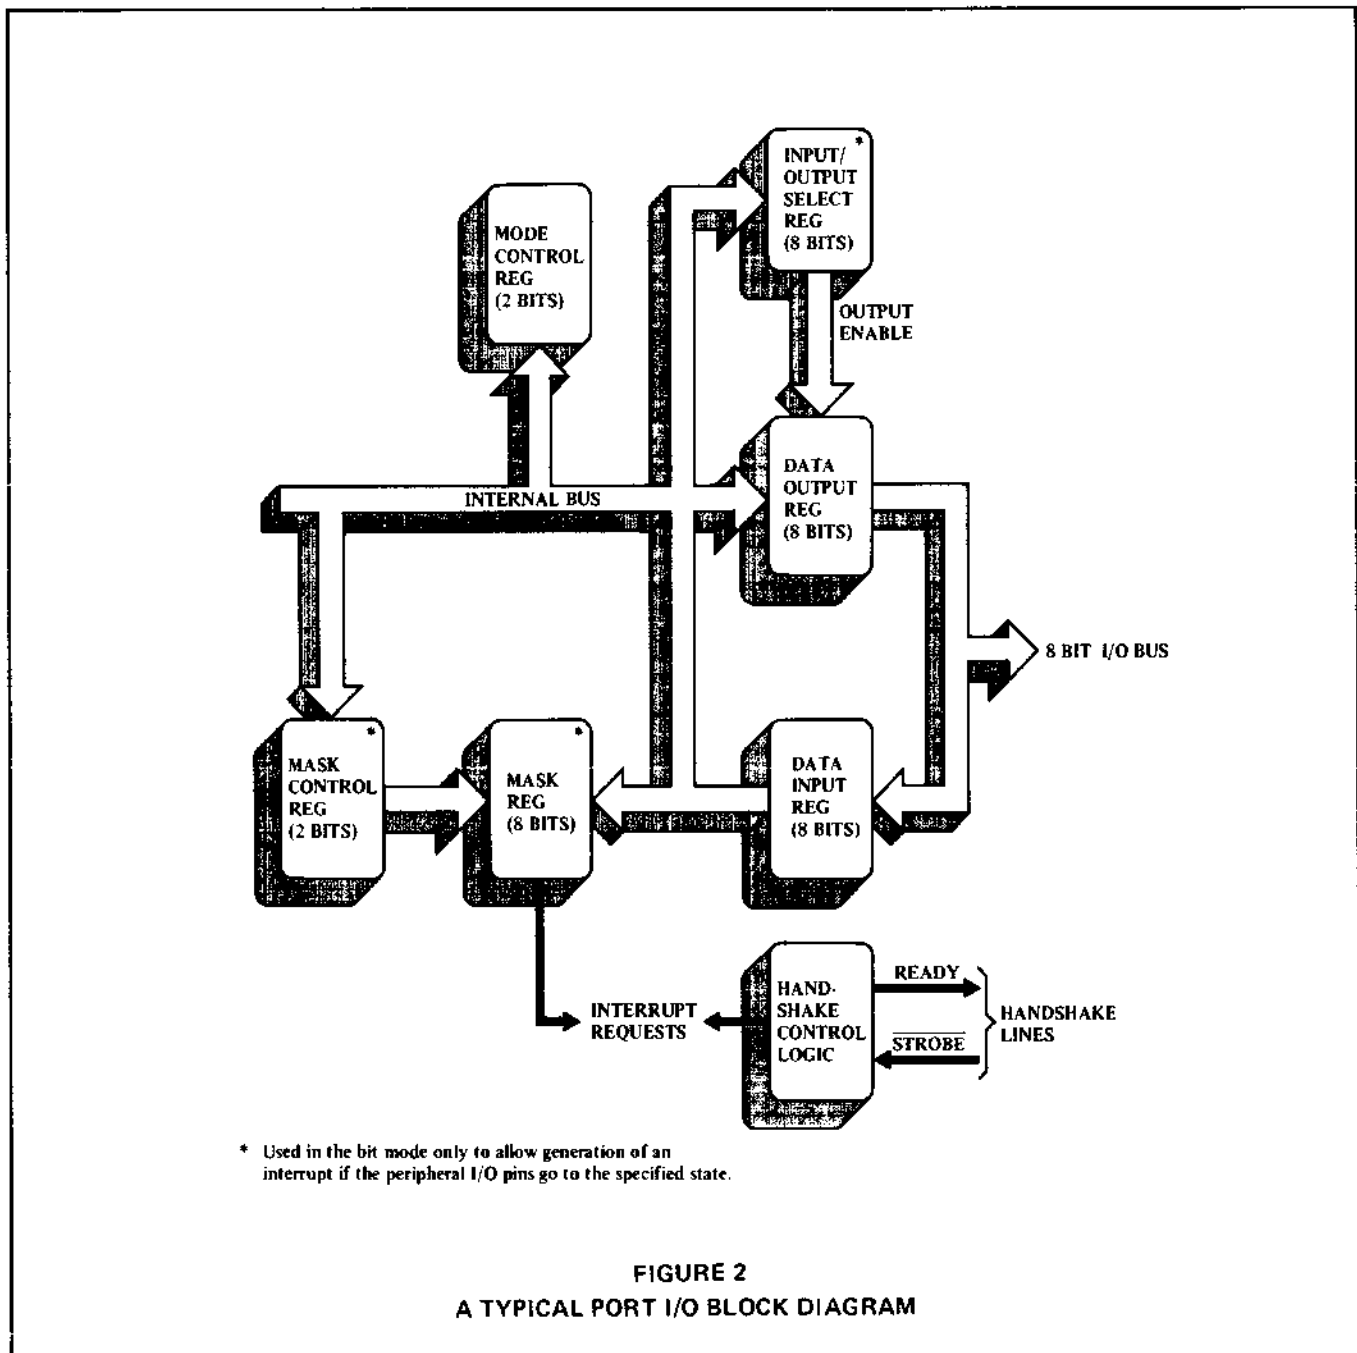 *
INPUT/
OUTPUT
SELECT
REG
(8 BITS)
MODE
CONTROL
REG
(2 BITS)
OUTPUT
ENABLE
DATA
OUTPUT
REG
(8 BITS)
INTERNAL BUS
8 BIT I/O BUS
*
MASK
CONTROL
REG
(2 BITS)
*
MASK
REG
(8 BITS)
DATA
INPUT
REG
(8 BITS)
HAND-
SHAKE
CONTROL
LOGIC
READY
STROBE
HANDSHAKE
LINES
INTERRUPT
REQUESTS
* Used in the bit mode only to allow generation of an
interrupt if the peripheral I/O pins go to the specified state.
FIGURE 2
A TYPICAL PORT I/O BLOCK DIAGRAM